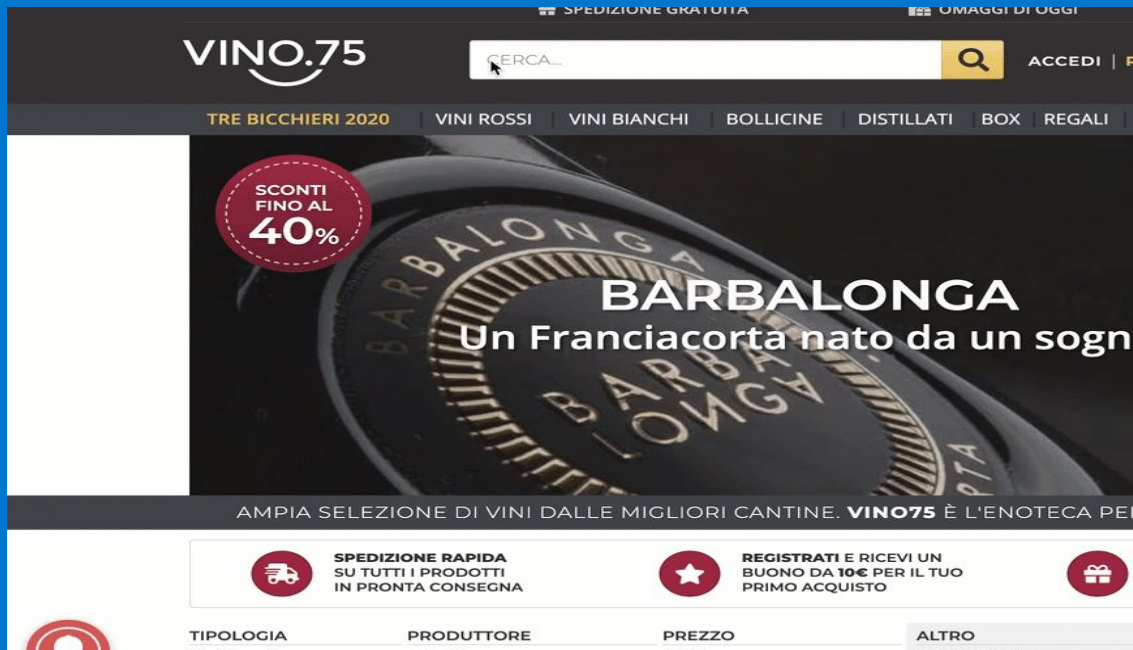 SPEDIZIONE GRATUITA
OMAGGI DI OGGI
VINO.75
CERCA...
ACCEDI |
TRE BICCHIERI 2020
VINI ROSSI
VINI BIANCHI
BOLLICINE
DISTILLATI
BOX
REGALI
SCONTI
FINO AL
40%
BARBALONGA
BARBALONGA
BARBA
LONGA
BARBALONGA
Un Franciacorta nato da un sogn
AMPIA SELEZIONE DI VINI DALLE MIGLIORI CANTINE. VINO75 È L'ENOTECA PE
SPEDIZIONE RAPIDA
SU TUTTI I PRODOTTI
IN PRONTA CONSEGNA
REGISTRATI E RICEVI UN
BUONO DA 10€ PER IL TUO
PRIMO ACQUISTO
TIPOLOGIA
PRODUTTORE
PREZZO
ALTRO